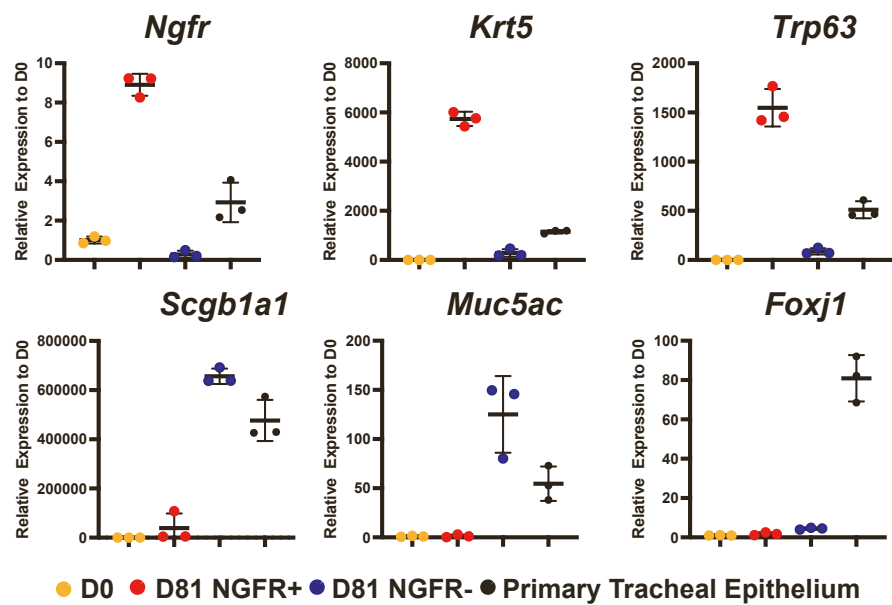 Ngfr
Krt5
Trp63
Relative Expression to D0
10
8
6
4
2
0
Relative Expression to D0
8000
6000
4000
2000
0
Relative Expression to D0
2000
1500
1000
500
0
Scgb1a1
Muc5ac
Foxj1
Relative Expression to D0
800000
600000
400000
200000
0
Relative Expression to D0
200
150
100
50
0
Relative Expression to D0
100
80
60
40
20
0
D0 D81 NGFR+ D81 NGFR- Primary Tracheal Epithelium